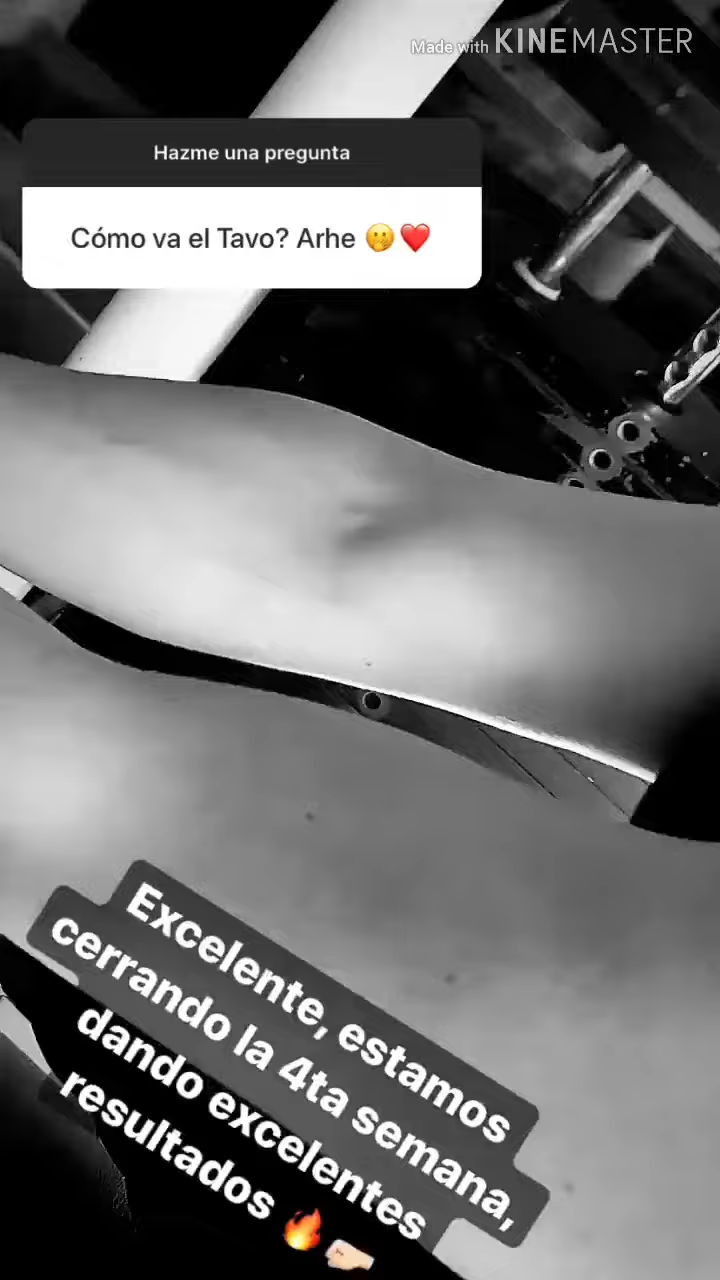 Made with KINEMASTER
Hazme una pregunta
Cómo va el Tavo? Arhe 🤭❤️
Excelente, estamos
cerrando la 4ta semana,
dando excelentes
resultados 🔥🤛🏻